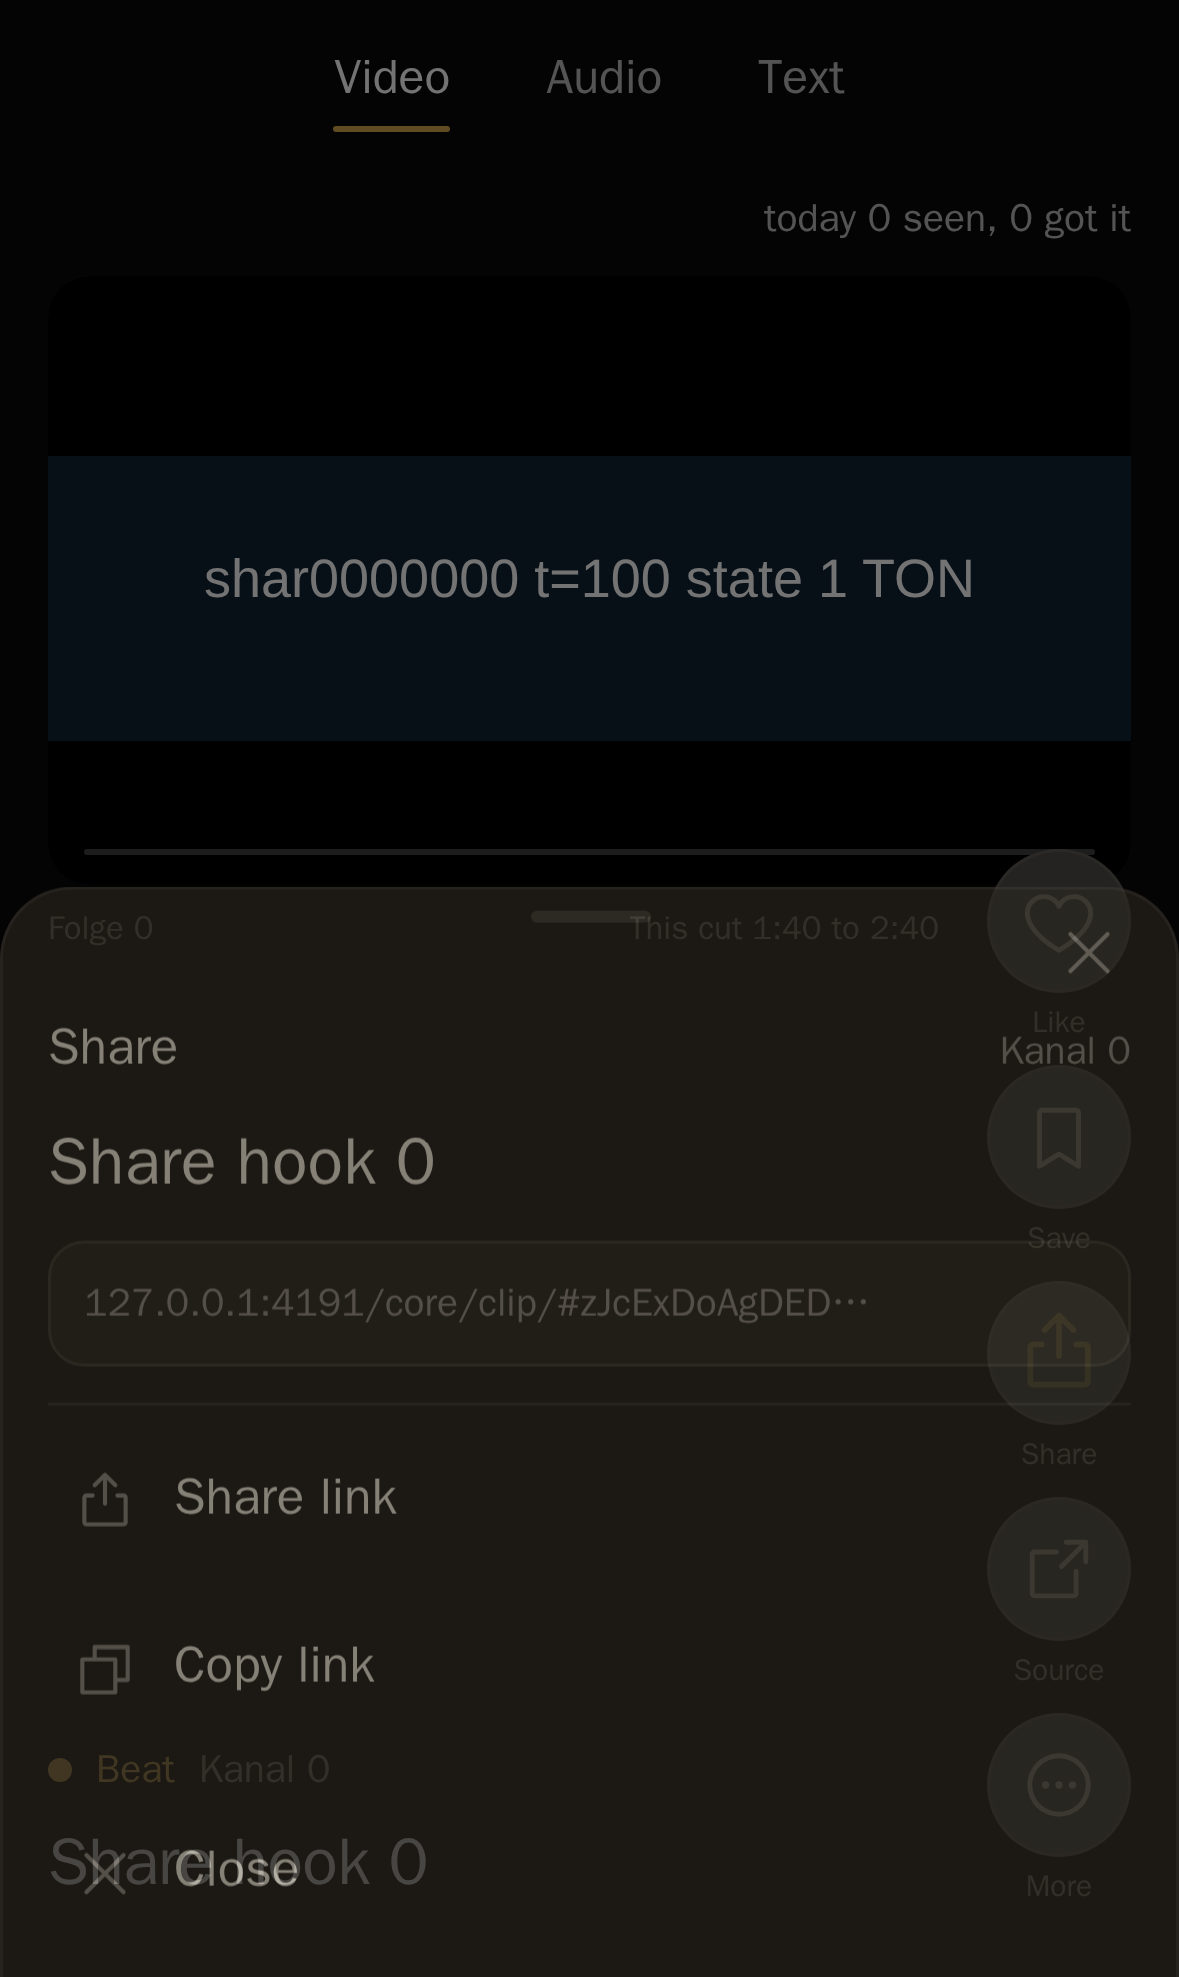 Video Audio Text
today 0 seen, 0 got it
shar0000000 t=100 state 1 TON
Folge 0 This cut 1:40 to 2:40
Like
Share Kanal 0
Share hook 0
Save
127.0.0.1:4191/core/clip/#zJcExDoAgDED…
Share
Share link
Copy link
Source
Beat Kanal 0
Share hook 0
Close
More